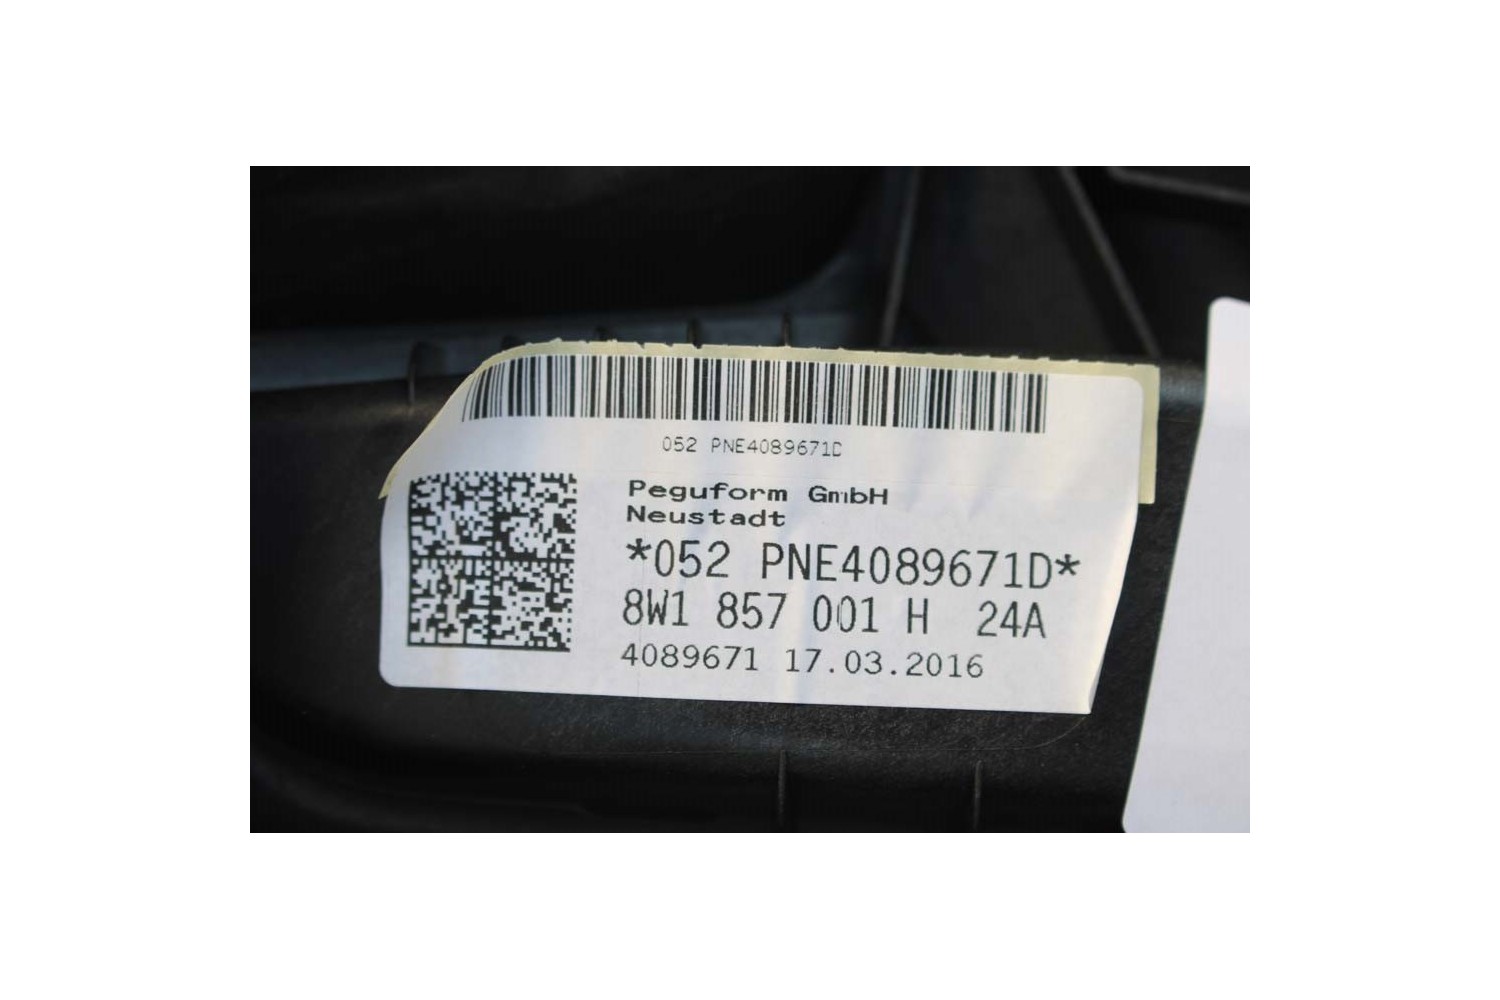 052 PNE4089671D
Peguform GmbH
Neustadt
*052 PNE4089671D*
8W1 857 001 H 24A
4089671 17.03.2016